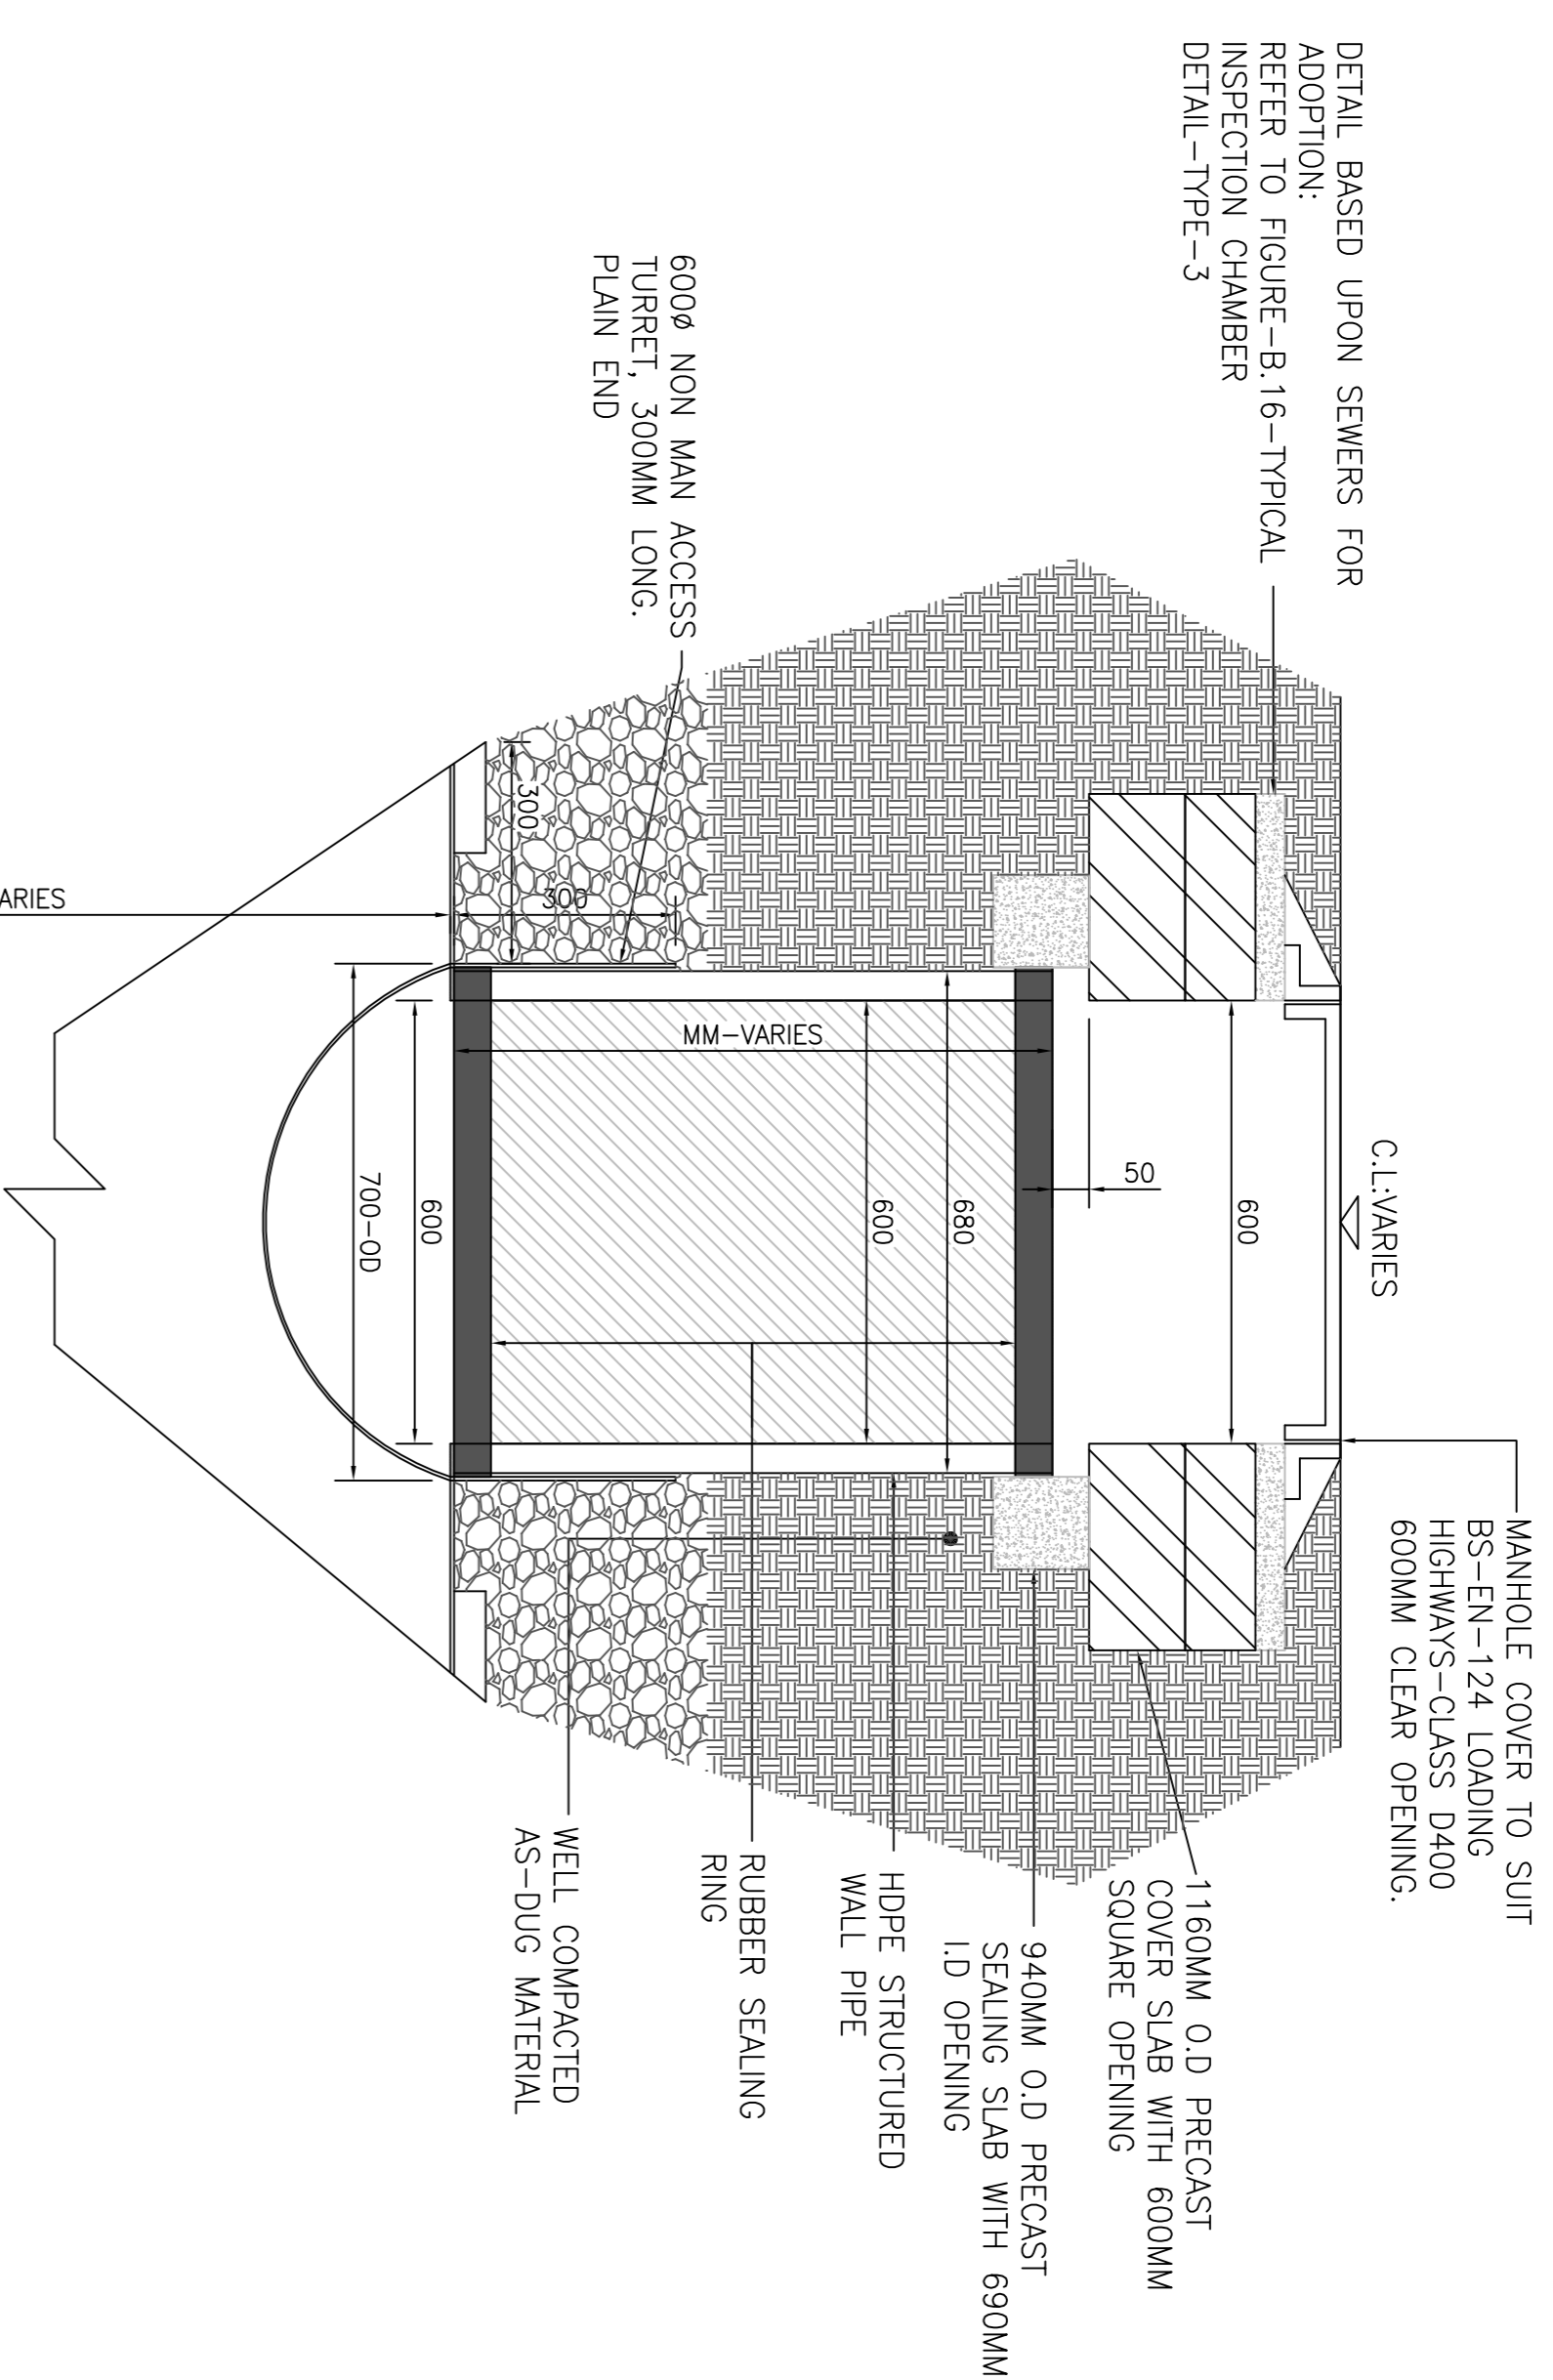 MANHOLE COVER TO SUIT
BS-EN-124 LOADING
HIGHWAYS-CLASS D400
600MM CLEAR OPENING.
C.L:VARIES
DETAIL BASED UPON SEWERS FOR
ADOPTION:
REFER TO FIGURE-B.16-TYPICAL
INSPECTION CHAMBER
DETAIL-TYPE-3
600
1160MM O.D PRECAST
COVER SLAB WITH 600MM
SQUARE OPENING
50
940MM O.D PRECAST
SEALING SLAB WITH 690MM
I.D OPENING
680
600
HDPE STRUCTURED
WALL PIPE
MM-VARIES
RUBBER SEALING
RING
600Ø NON MAN ACCESS
TURRET, 300MM LONG.
PLAIN END
WELL COMPACTED
AS-DUG MATERIAL
300
300
600
700-OD